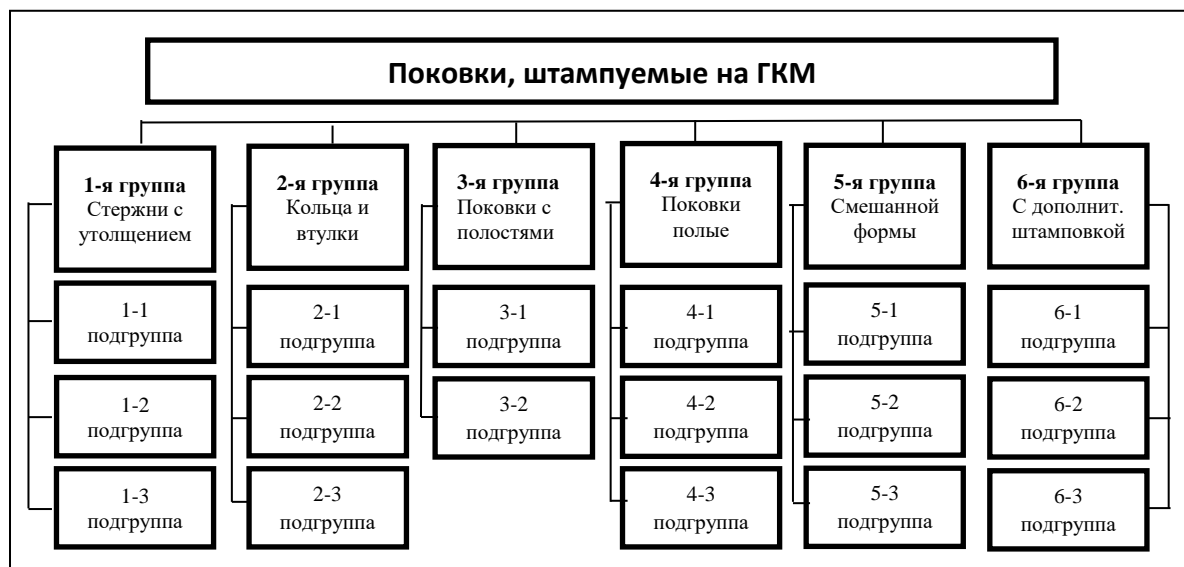 Поковки, штампуемые на ГКМ
1-я группа
Стержни с
утолщением
1-1
подгруппа
1-2
подгруппа
1-3
подгруппа
2-я группа
Кольца и
втулки
2-1
подгруппа
2-2
подгруппа
2-3
подгруппа
3-я группа
Поковки с
полостями
3-1
подгруппа
3-2
подгруппа
4-я группа
Поковки
полые
4-1
подгруппа
4-2
подгруппа
4-3
подгруппа
5-я группа
Смешанной
формы
5-1
подгруппа
5-2
подгруппа
5-3
подгруппа
6-я группа
С дополнит.
штамповкой
6-1
подгруппа
6-2
подгруппа
6-3
подгруппа